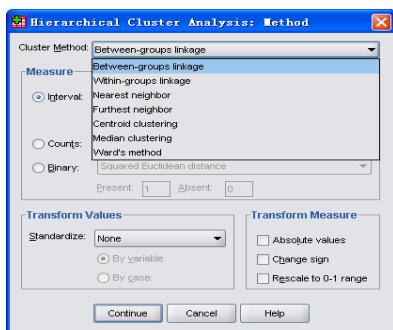 Hierarchical Cluster Analysis: Method
Cluster Method: Between-groups linkage
Between-groups linkage
Within-groups linkage
Nearest neighbor
Furthest neighbor
Centroid clustering
Median clustering
Ward's method
Measure
Interval:
Counts:
Binary: Squared Euclidean distance
Present: 1 Absent: 0
Transform Values
Standardize: None
By variable
By case:
Transform Measure
Absolute values
Change sign
Rescale to 0-1 range
Continue Cancel Help